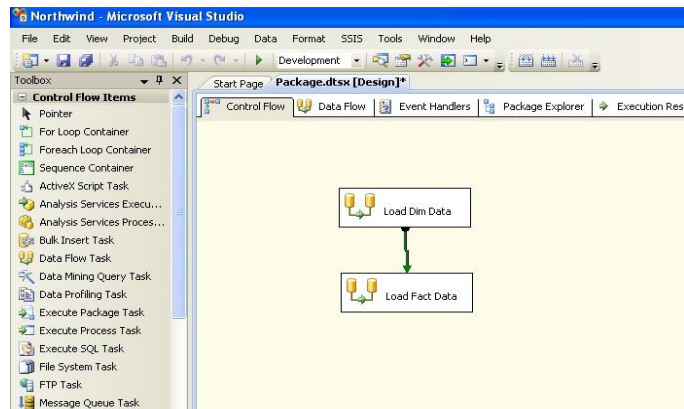 Northwind - Microsoft Visual Studio
File Edit View Project Build Debug Data Format SSIS Tools Window Help
Development
Toolbox
Start Page Package.dtsx [Design]*
Control Flow Items
Control Flow Data Flow Event Handlers Package Explorer Execution Res
Pointer
For Loop Container
Foreach Loop Container
Sequence Container
ActiveX Script Task
Analysis Services Execu...
Analysis Services Proces...
Bulk Insert Task
Data Flow Task
Data Mining Query Task
Data Profiling Task
Execute Package Task
Execute Process Task
Execute SQL Task
File System Task
FTP Task
Message Queue Task
Load Dim Data
Load Fact Data